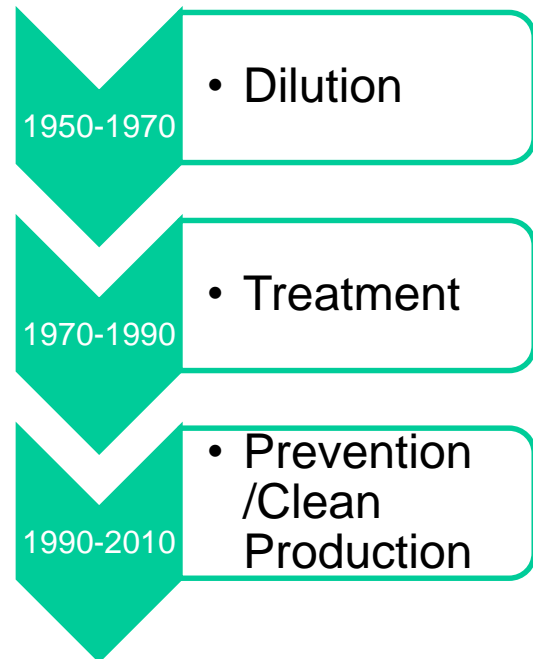 1950-1970
• Dilution
1970-1990
• Treatment
1990-2010
• Prevention
/Clean
Production